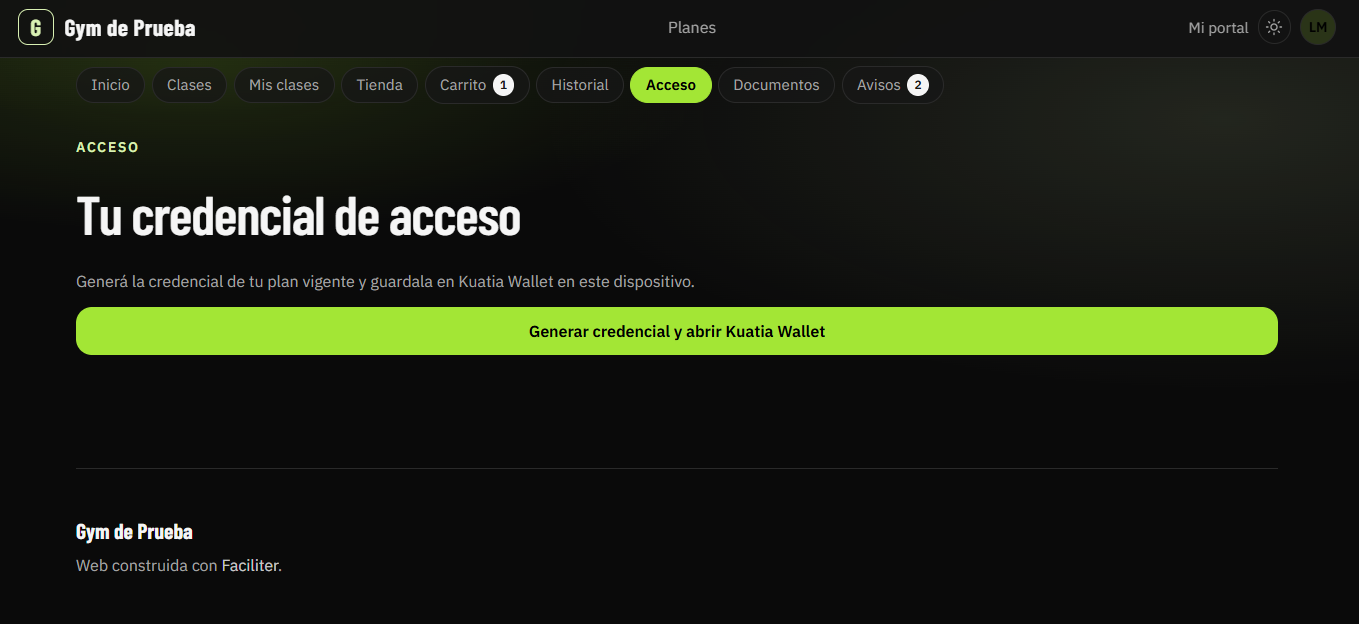 G Gym de Prueba Planes Mi portal LM
Inicio Clases Mis clases Tienda Carrito 1 Historial Acceso Documentos Avisos 2
ACCESO
Tu credencial de acceso
Generá la credencial de tu plan vigente y guardala en Kuatia Wallet en este dispositivo.
Generar credencial y abrir Kuatia Wallet
Gym de Prueba
Web construida con Faciliter.